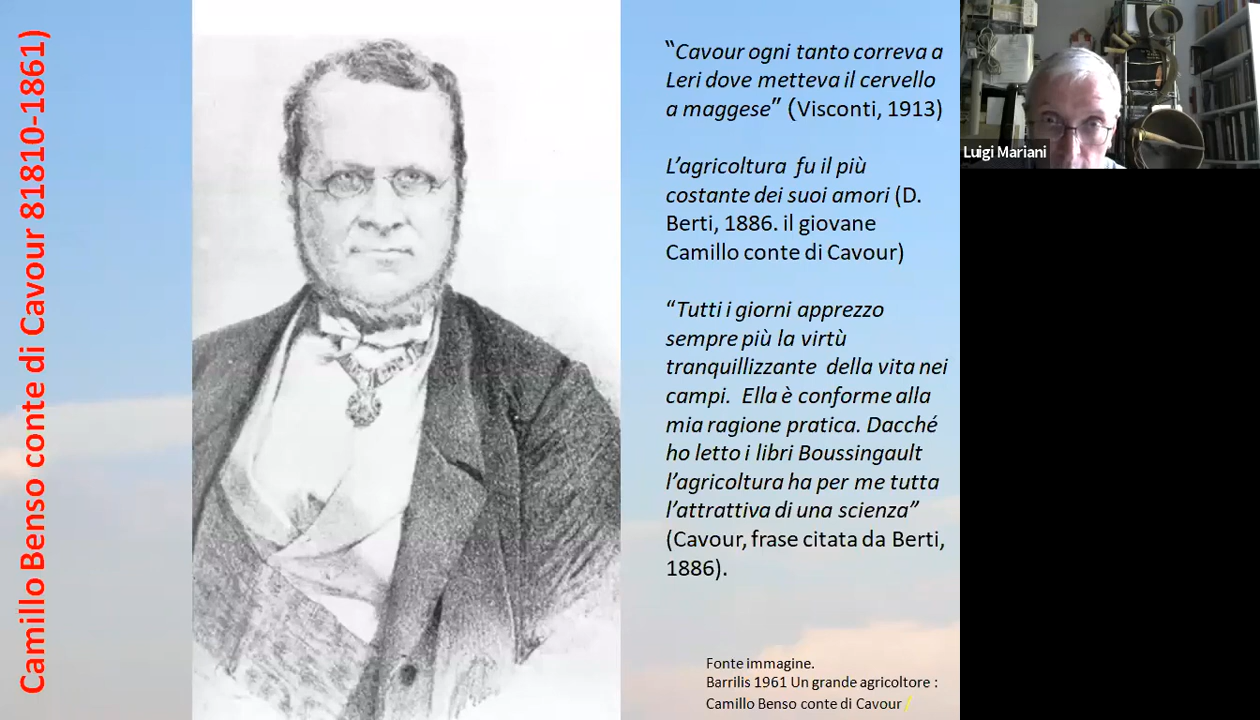 Camillo Benso conte di Cavour 81810-1861)
“Cavour ogni tanto correva a
Leri dove metteva il cervello
a maggese” (Visconti, 1913)
L’agricoltura fu il più
costante dei suoi amori (D.
Berti, 1886. il giovane
Camillo conte di Cavour)
“Tutti i giorni apprezzo
sempre più la virtù
tranquillizzante della vita nei
campi. Ella è conforme alla
mia ragione pratica. Dacché
ho letto i libri Boussingault
l’agricoltura ha per me tutta
l’attrattiva di una scienza”
(Cavour, frase citata da Berti,
1886).
Fonte immagine.
Barrilis 1961 Un grande agricoltore :
Camillo Benso conte di Cavour
Luigi Mariani